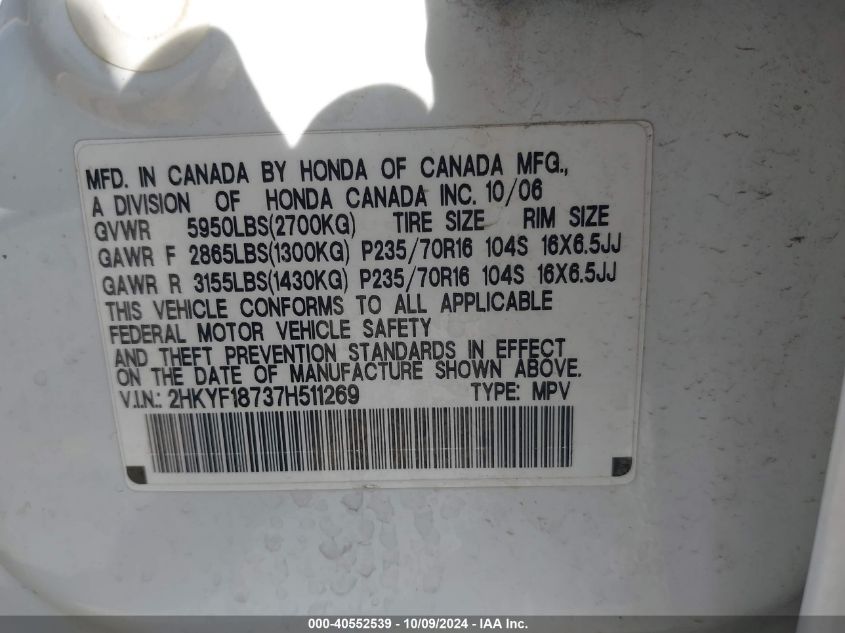 MFD. IN CANADA BY HONDA OF CANADA MFG.,
A DIVISION OF HONDA CANADA INC. 10/06
GVWR 5950LBS(2700KG) TIRE SIZE RIM SIZE
GAWR F 2865LBS(1300KG) P235/70R16 104S 16X6.5JJ
GAWR R 3155LBS(1430KG) P235/70R16 104S 16X6.5JJ
THIS VEHICLE CONFORMS TO ALL APPLICABLE
FEDERAL MOTOR VEHICLE SAFETY
AND THEFT PREVENTION STANDARDS IN EFFECT
ON THE DATE OF MANUFACTURE SHOWN ABOVE.
V.I.N.: 2HKYF18737H511269 TYPE: MPV
000-40552539 - 10/09/2024 - IAA Inc.